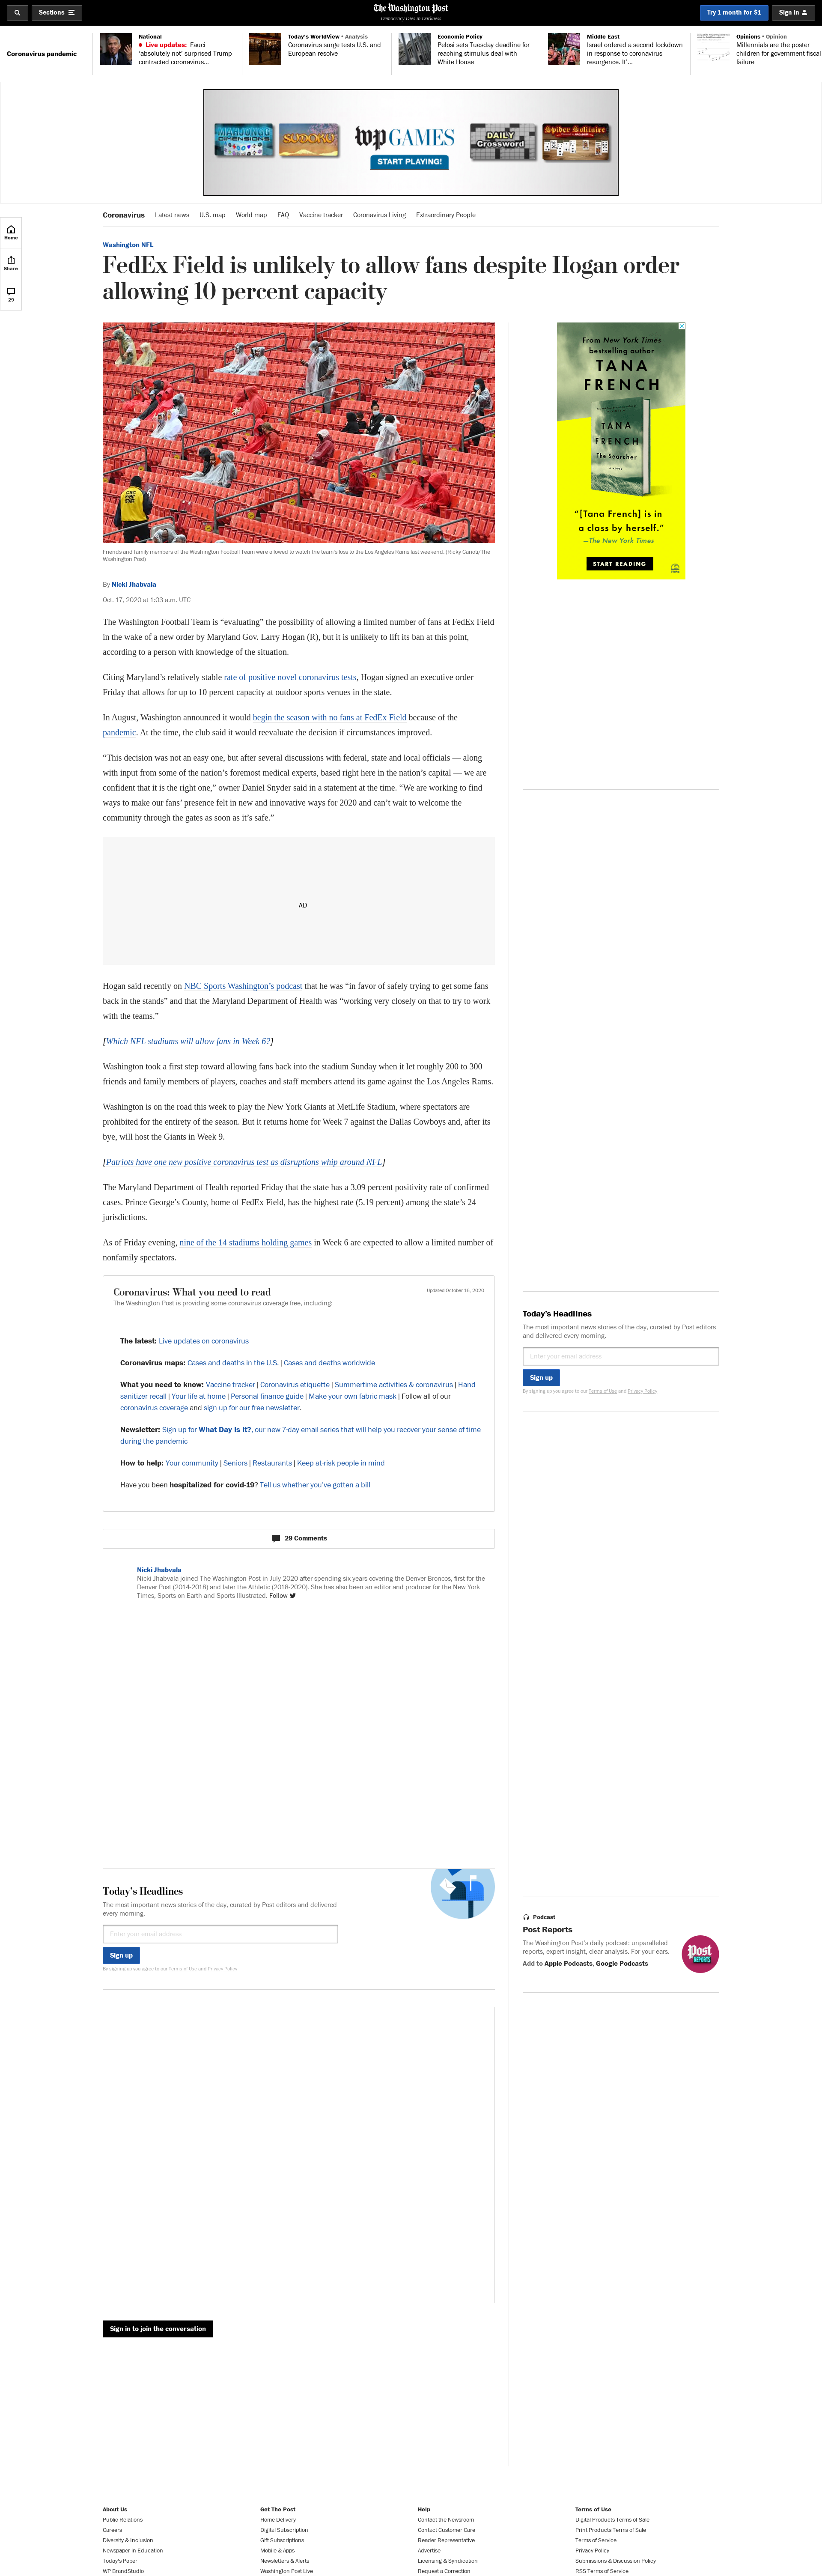 Sections
The Washington Post
Democracy Dies in Darkness
Try 1 month for $1
Sign in
Coronavirus pandemic
National
Live updates: Fauci
‘absolutely not’ surprised Trump
contracted coronavirus...
Today's WorldView • Analysis
Coronavirus surge tests U.S. and
European resolve
Economic Policy
Pelosi sets Tuesday deadline for
reaching stimulus deal with
White House
Middle East
Israel ordered a second lockdown
in response to coronavirus
resurgence. It’...
Opinions • Opinion
Millennials are the poster
children for government fiscal
failure
MAHJONGG
DIMENSIONS
SUDOKU
wp GAMES
START PLAYING!
DAILY
Crossword
Spider Solitaire
Home
Share
29
Coronavirus
Latest news
U.S. map
World map
FAQ
Vaccine tracker
Coronavirus Living
Extraordinary People
Washington NFL
FedEx Field is unlikely to allow fans despite Hogan order
allowing 10 percent capacity
Friends and family members of the Washington Football Team were allowed to watch the team's loss to the Los Angeles Rams last weekend. (Ricky Carioti/The
Washington Post)
By Nicki Jhabvala
Oct. 17, 2020 at 1:03 a.m. UTC
The Washington Football Team is “evaluating” the possibility of allowing a limited number of fans at FedEx Field
in the wake of a new order by Maryland Gov. Larry Hogan (R), but it is unlikely to lift its ban at this point,
according to a person with knowledge of the situation.
Citing Maryland’s relatively stable rate of positive novel coronavirus tests, Hogan signed an executive order
Friday that allows for up to 10 percent capacity at outdoor sports venues in the state.
In August, Washington announced it would begin the season with no fans at FedEx Field because of the
pandemic. At the time, the club said it would reevaluate the decision if circumstances improved.
“This decision was not an easy one, but after several discussions with federal, state and local officials — along
with input from some of the nation’s foremost medical experts, based right here in the nation’s capital — we are
confident that it is the right one,” owner Daniel Snyder said in a statement at the time. “We are working to find
ways to make our fans’ presence felt in new and innovative ways for 2020 and can’t wait to welcome the
community through the gates as soon as it’s safe.”
AD
Hogan said recently on NBC Sports Washington’s podcast that he was “in favor of safely trying to get some fans
back in the stands” and that the Maryland Department of Health was “working very closely on that to try to work
with the teams.”
[Which NFL stadiums will allow fans in Week 6?]
Washington took a first step toward allowing fans back into the stadium Sunday when it let roughly 200 to 300
friends and family members of players, coaches and staff members attend its game against the Los Angeles Rams.
Washington is on the road this week to play the New York Giants at MetLife Stadium, where spectators are
prohibited for the entirety of the season. But it returns home for Week 7 against the Dallas Cowboys and, after its
bye, will host the Giants in Week 9.
[Patriots have one new positive coronavirus test as disruptions whip around NFL]
The Maryland Department of Health reported Friday that the state has a 3.09 percent positivity rate of confirmed
cases. Prince George’s County, home of FedEx Field, has the highest rate (5.19 percent) among the state’s 24
jurisdictions.
As of Friday evening, nine of the 14 stadiums holding games in Week 6 are expected to allow a limited number of
nonfamily spectators.
Coronavirus: What you need to read
Updated October 16, 2020
The Washington Post is providing some coronavirus coverage free, including:
The latest: Live updates on coronavirus
Coronavirus maps: Cases and deaths in the U.S. | Cases and deaths worldwide
What you need to know: Vaccine tracker | Coronavirus etiquette | Summertime activities & coronavirus | Hand
sanitizer recall | Your life at home | Personal finance guide | Make your own fabric mask | Follow all of our
coronavirus coverage and sign up for our free newsletter.
Newsletter: Sign up for What Day Is It?, our new 7-day email series that will help you recover your sense of time
during the pandemic
How to help: Your community | Seniors | Restaurants | Keep at-risk people in mind
Have you been hospitalized for covid-19? Tell us whether you’ve gotten a bill
29 Comments
Nicki Jhabvala
Nicki Jhabvala joined The Washington Post in July 2020 after spending six years covering the Denver Broncos, first for the
Denver Post (2014-2018) and later the Athletic (2018-2020). She has also been an editor and producer for the New York
Times, Sports on Earth and Sports Illustrated. Follow
Today’s Headlines
The most important news stories of the day, curated by Post editors and delivered
every morning.
Enter your email address
Sign up
By signing up you agree to our Terms of Use and Privacy Policy
Sign in to join the conversation
From New York Times
bestselling author
TANA
FRENCH
TANA
FRENCH
The Searcher
A NOVEL
“[Tana French] is in
a class by herself.”
—The New York Times
START READING
Today’s Headlines
The most important news stories of the day, curated by Post editors
and delivered every morning.
Enter your email address
Sign up
By signing up you agree to our Terms of Use and Privacy Policy
Podcast
Post Reports
The Washington Post’s daily podcast: unparalleled
reports, expert insight, clear analysis. For your ears.
Add to Apple Podcasts, Google Podcasts
Post
REPORTS
About Us
Public Relations
Careers
Diversity & Inclusion
Newspaper in Education
Today's Paper
WP BrandStudio
Get The Post
Home Delivery
Digital Subscription
Gift Subscriptions
Mobile & Apps
Newsletters & Alerts
Washington Post Live
Help
Contact the Newsroom
Contact Customer Care
Reader Representative
Advertise
Licensing & Syndication
Request a Correction
Terms of Use
Digital Products Terms of Sale
Print Products Terms of Sale
Terms of Service
Privacy Policy
Submissions & Discussion Policy
RSS Terms of Service